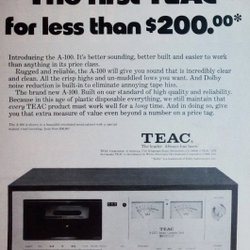 The first TEAC
for less than $200.00*
Introducing the A-100. It's better sounding, better built and easier to work
than anything in its price class.
Rugged and reliable, the A-100 will give you sound that is incredibly clear
and clean. All the crisp highs and un-muddled lows you want. And Dolby
noise reduction is built-in to eliminate annoying tape hiss.
The brand new A-100. Built on our standard of high quality and reliability.
Because in this age of plastic disposable everything, we still maintain that
every TEAC product must work well for a long time. And in doing so, we
give you that extra measure of value even beyond a number on a price tag.
TEAC
The leader. Always has been.